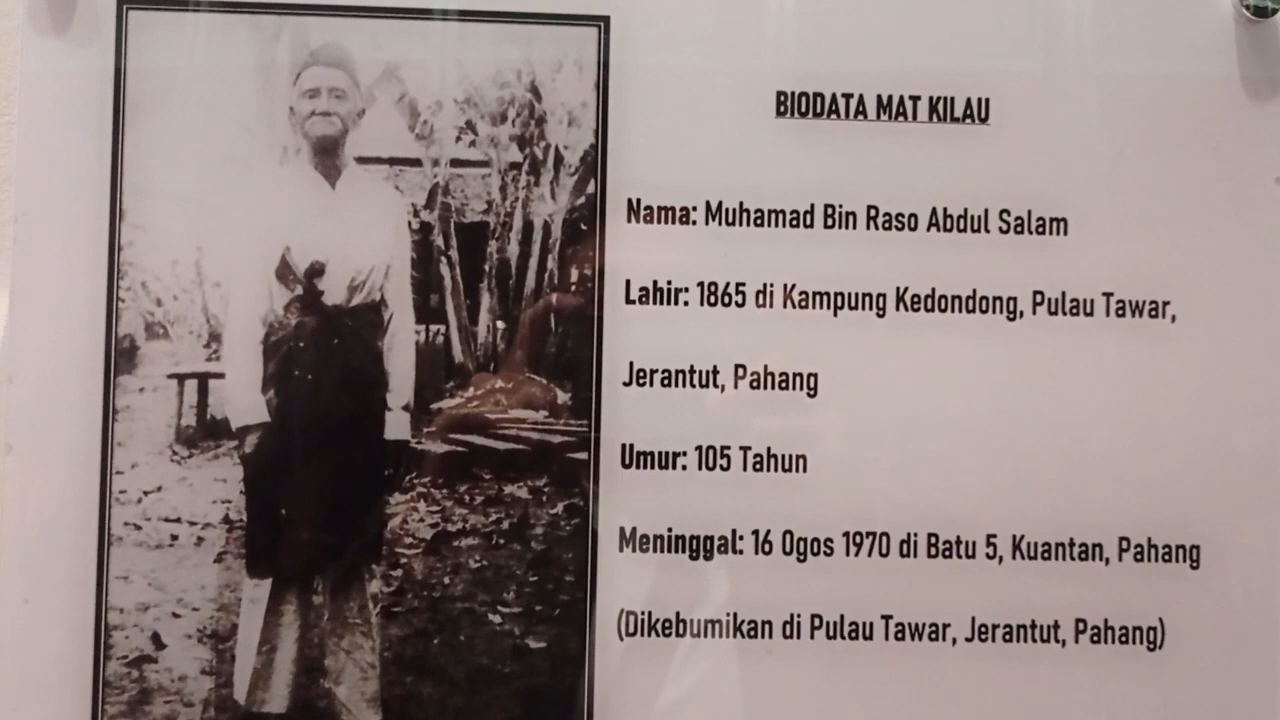 BIODATA MAT KILAU
Nama: Muhamad Bin Raso Abdul Salam
Lahir: 1865 di Kampung Kedondong, Pulau Tawar,
Jerantut, Pahang
Umur: 105 Tahun
Meninggal: 16 Ogos 1970 di Batu 5, Kuantan, Pahang
(Dikebumikan di Pulau Tawar, Jerantut, Pahang)